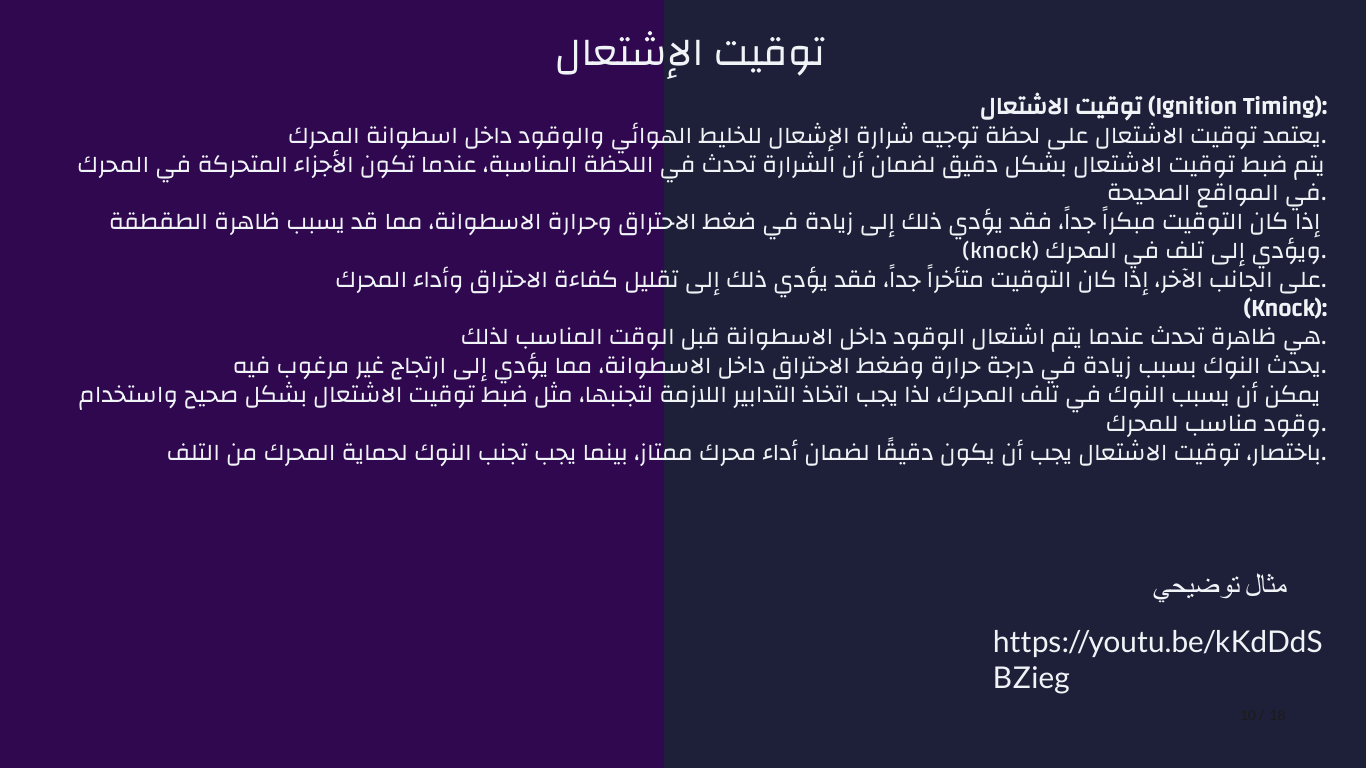 توقيت الإشتعال
توقيت الاشتعال (Ignition Timing):
يعتمد توقيت الاشتعال على لحظة توجيه شرارة الإشعال للخليط الهوائي والوقود داخل اسطوانة المحرك.
يتم ضبط توقيت الاشتعال بشكل دقيق لضمان أن الشرارة تحدث في اللحظة المناسبة، عندما تكون الأجزاء المتحركة في المحرك
في المواقع الصحيحة.
إذا كان التوقيت مبكراً جداً، فقد يؤدي ذلك إلى زيادة في ضغط الاحتراق وحرارة الاسطوانة، مما قد يسبب ظاهرة الطقطقة
(knock) ويؤدي إلى تلف في المحرك.
على الجانب الآخر، إذا كان التوقيت متأخراً جداً، فقد يؤدي ذلك إلى تقليل كفاءة الاحتراق وأداء المحرك.
(Knock):
هي ظاهرة تحدث عندما يتم اشتعال الوقود داخل الاسطوانة قبل الوقت المناسب لذلك.
يحدث النوك بسبب زيادة في درجة حرارة وضغط الاحتراق داخل الاسطوانة، مما يؤدي إلى ارتجاج غير مرغوب فيه.
يمكن أن يسبب النوك في تلف المحرك، لذا يجب اتخاذ التدابير اللازمة لتجنبها، مثل ضبط توقيت الاشتعال بشكل صحيح واستخدام
وقود مناسب للمحرك.
باختصار، توقيت الاشتعال يجب أن يكون دقيقًا لضمان أداء محرك ممتاز، بينما يجب تجنب النوك لحماية المحرك من التلف.
مثال توضيحي
https://youtu.be/kKdDdS
BZieg
10 / 18